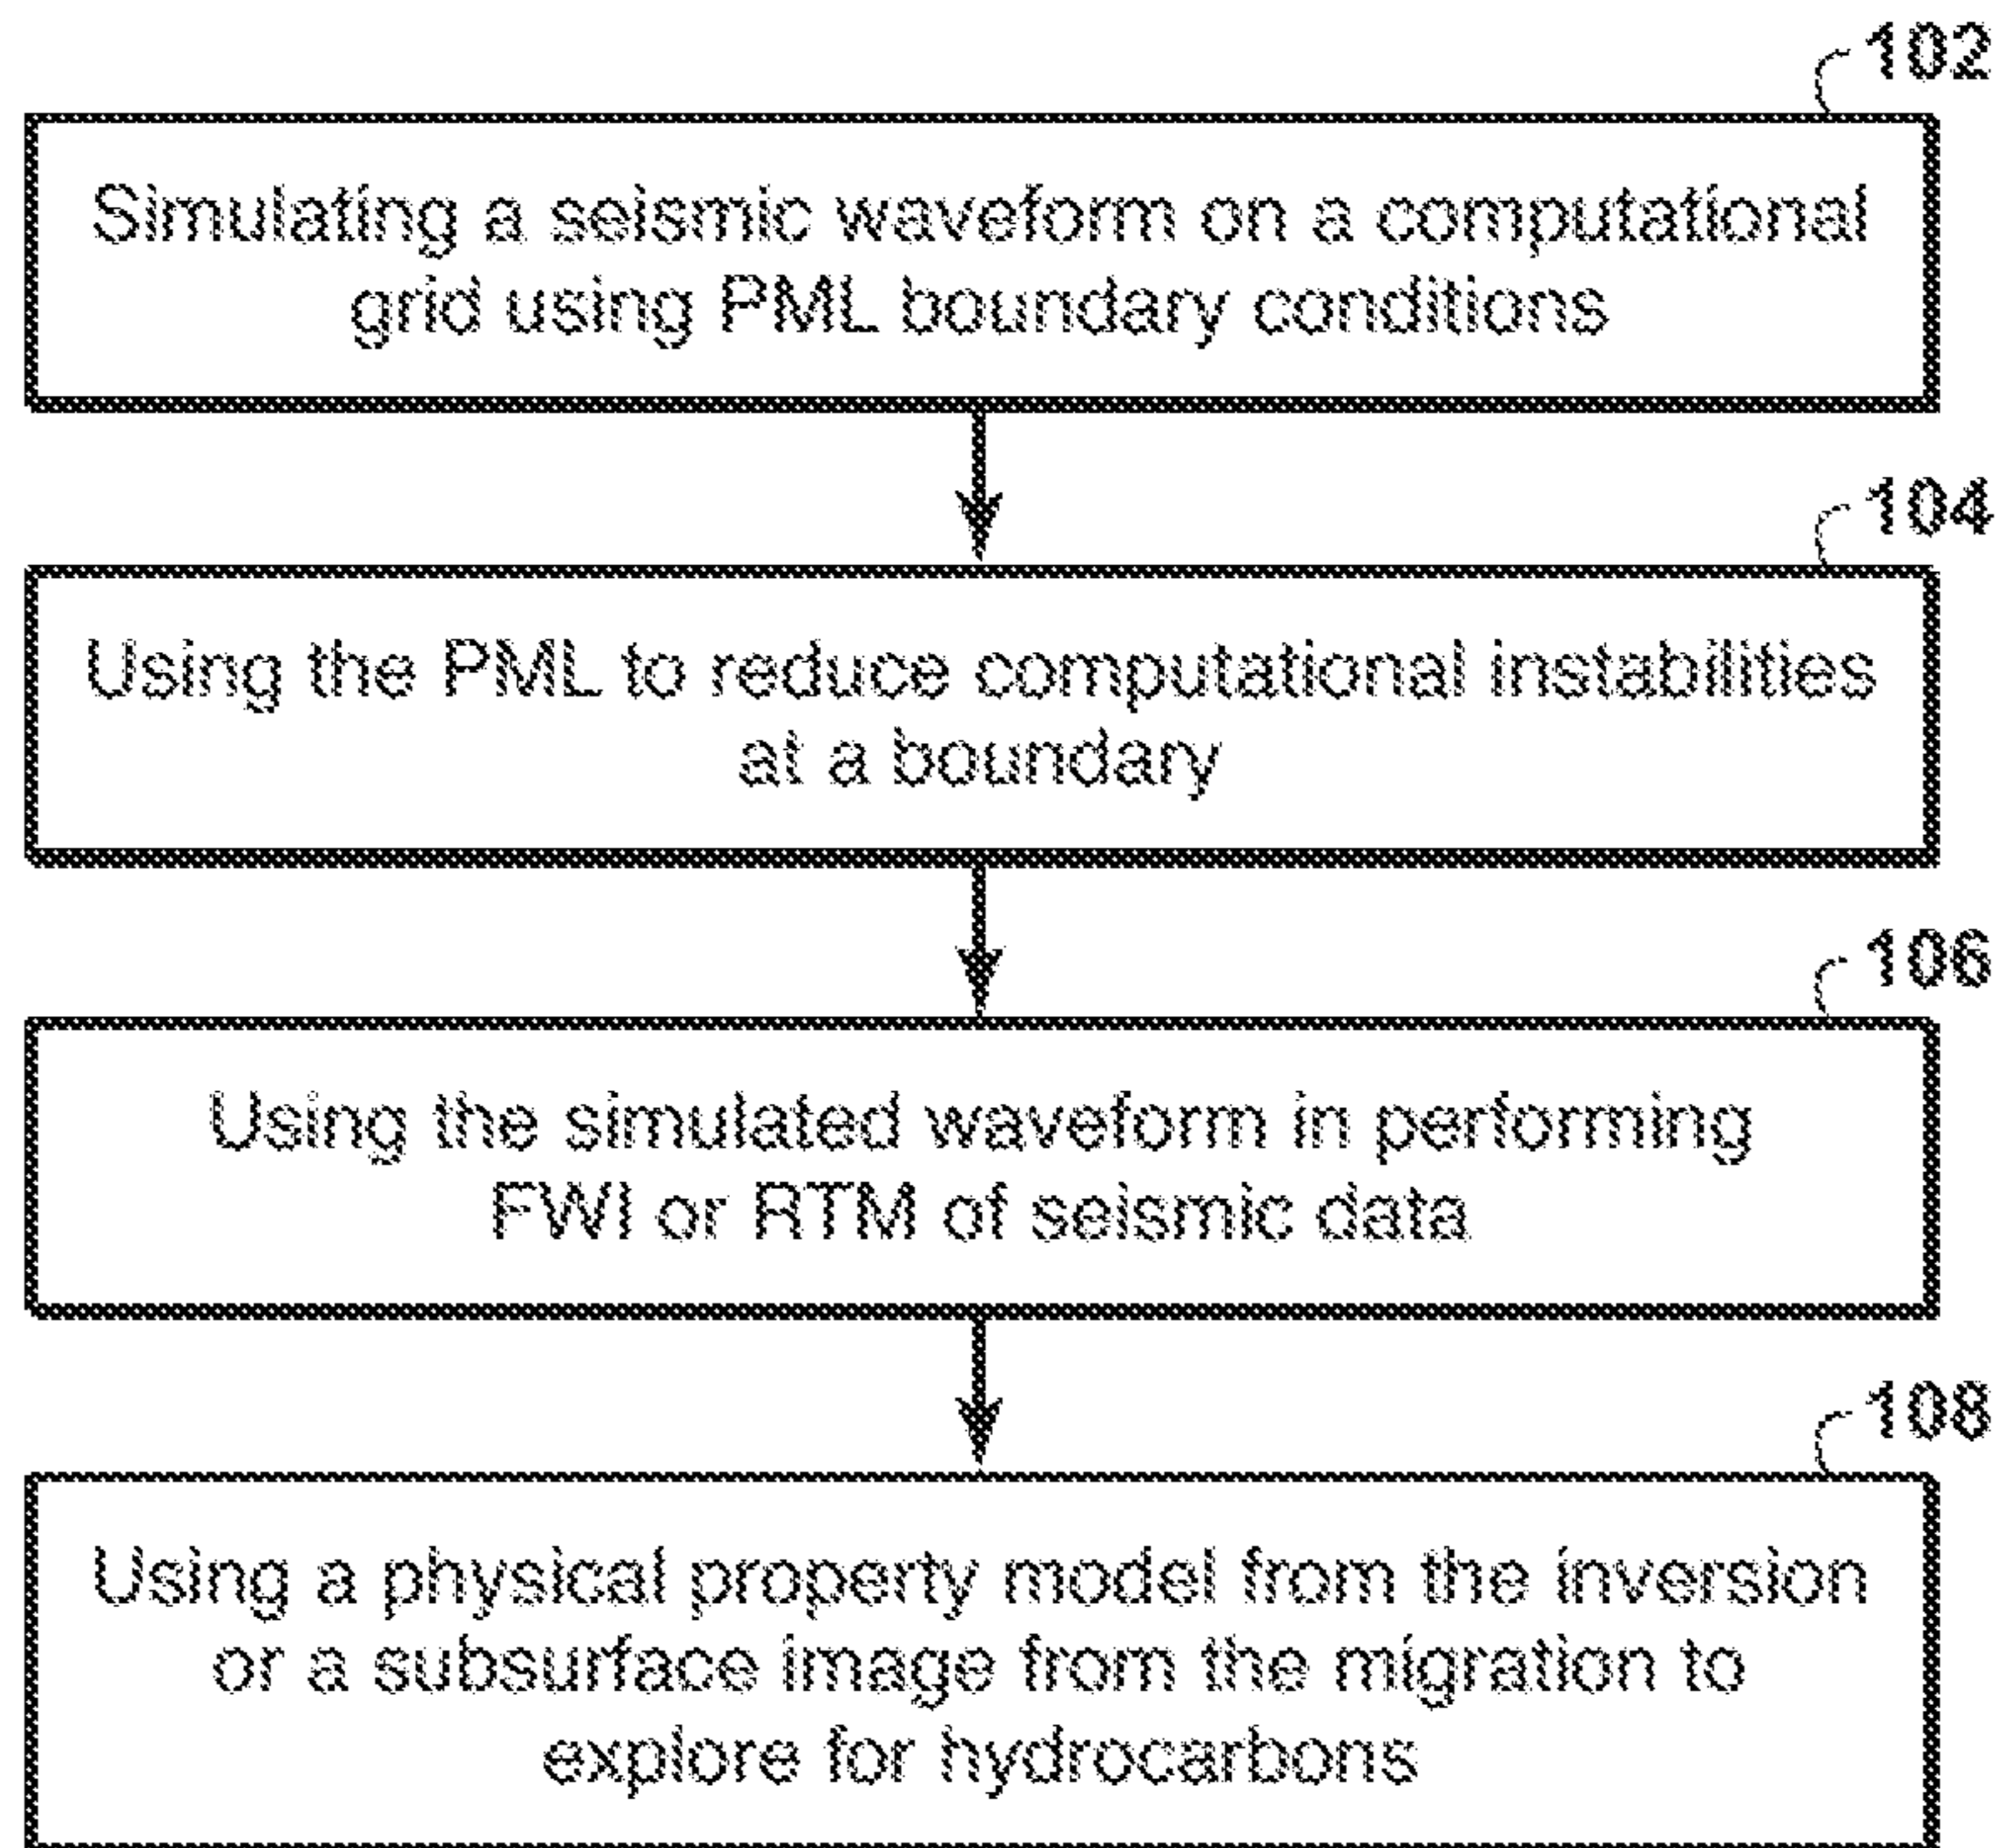 102
Simulating a seismic waveform on a computational
grid using PML boundary conditions
104
Using the PML to reduce computational instabilities
at a boundary
106
Using the simulated waveform in performing
FWI or RTM of seismic data
108
Using a physical property model from the inversion
or a subsurface image from the migration to
explore for hydrocarbons